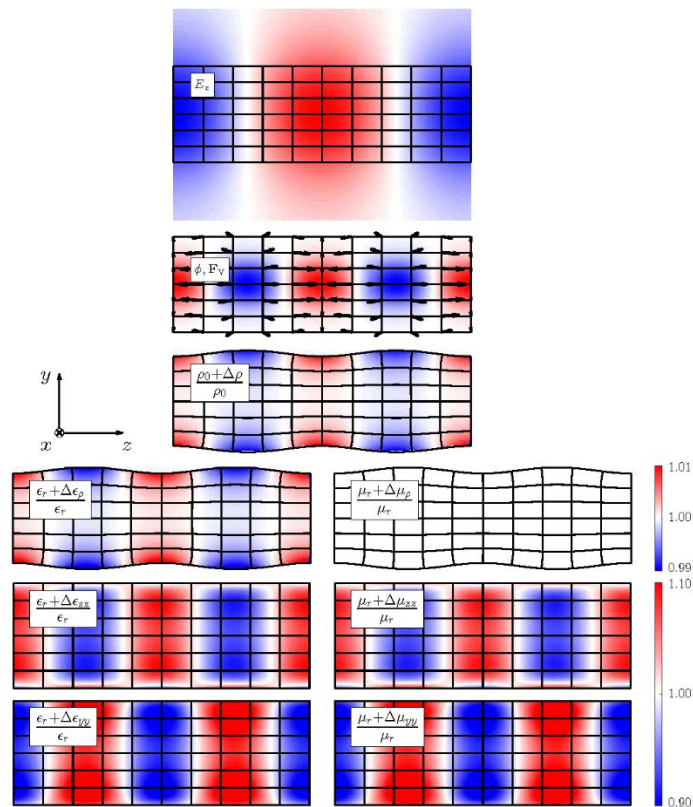 E_z
ϕ, F_V
y
x
z
ρ_0+Δρ
ρ_0
ϵ_r+Δϵ_ρ
ϵ_r
μ_r+Δμ_ρ
μ_r
1.01
1.00
0.99
ϵ_r+Δϵ_zz
ϵ_r
μ_r+Δμ_zz
μ_r
1.10
1.00
0.90
ϵ_r+Δϵ_yy
ϵ_r
μ_r+Δμ_yy
μ_r